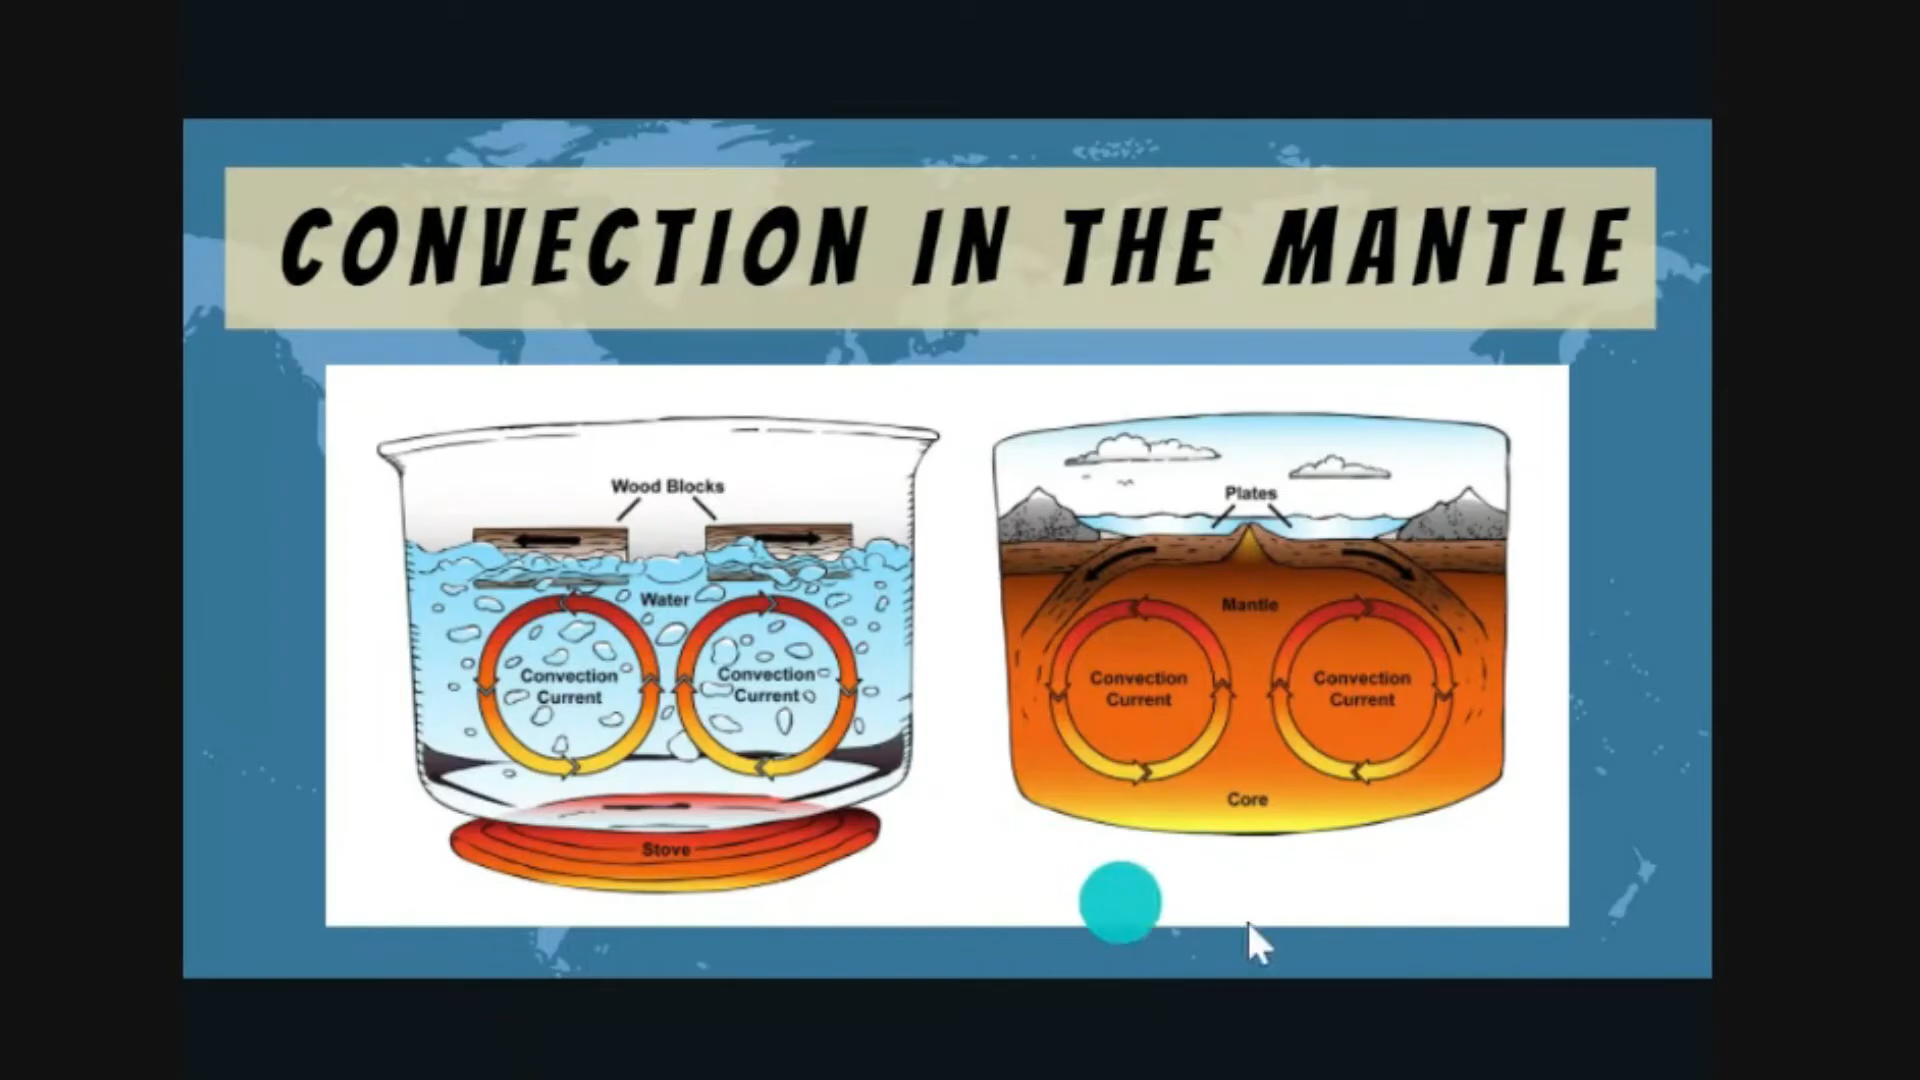 CONVECTION IN THE MANTLE
Wood Blocks
Water
Convection
Current
Convection
Current
Stove
Plates
Mantle
Convection
Current
Convection
Current
Core